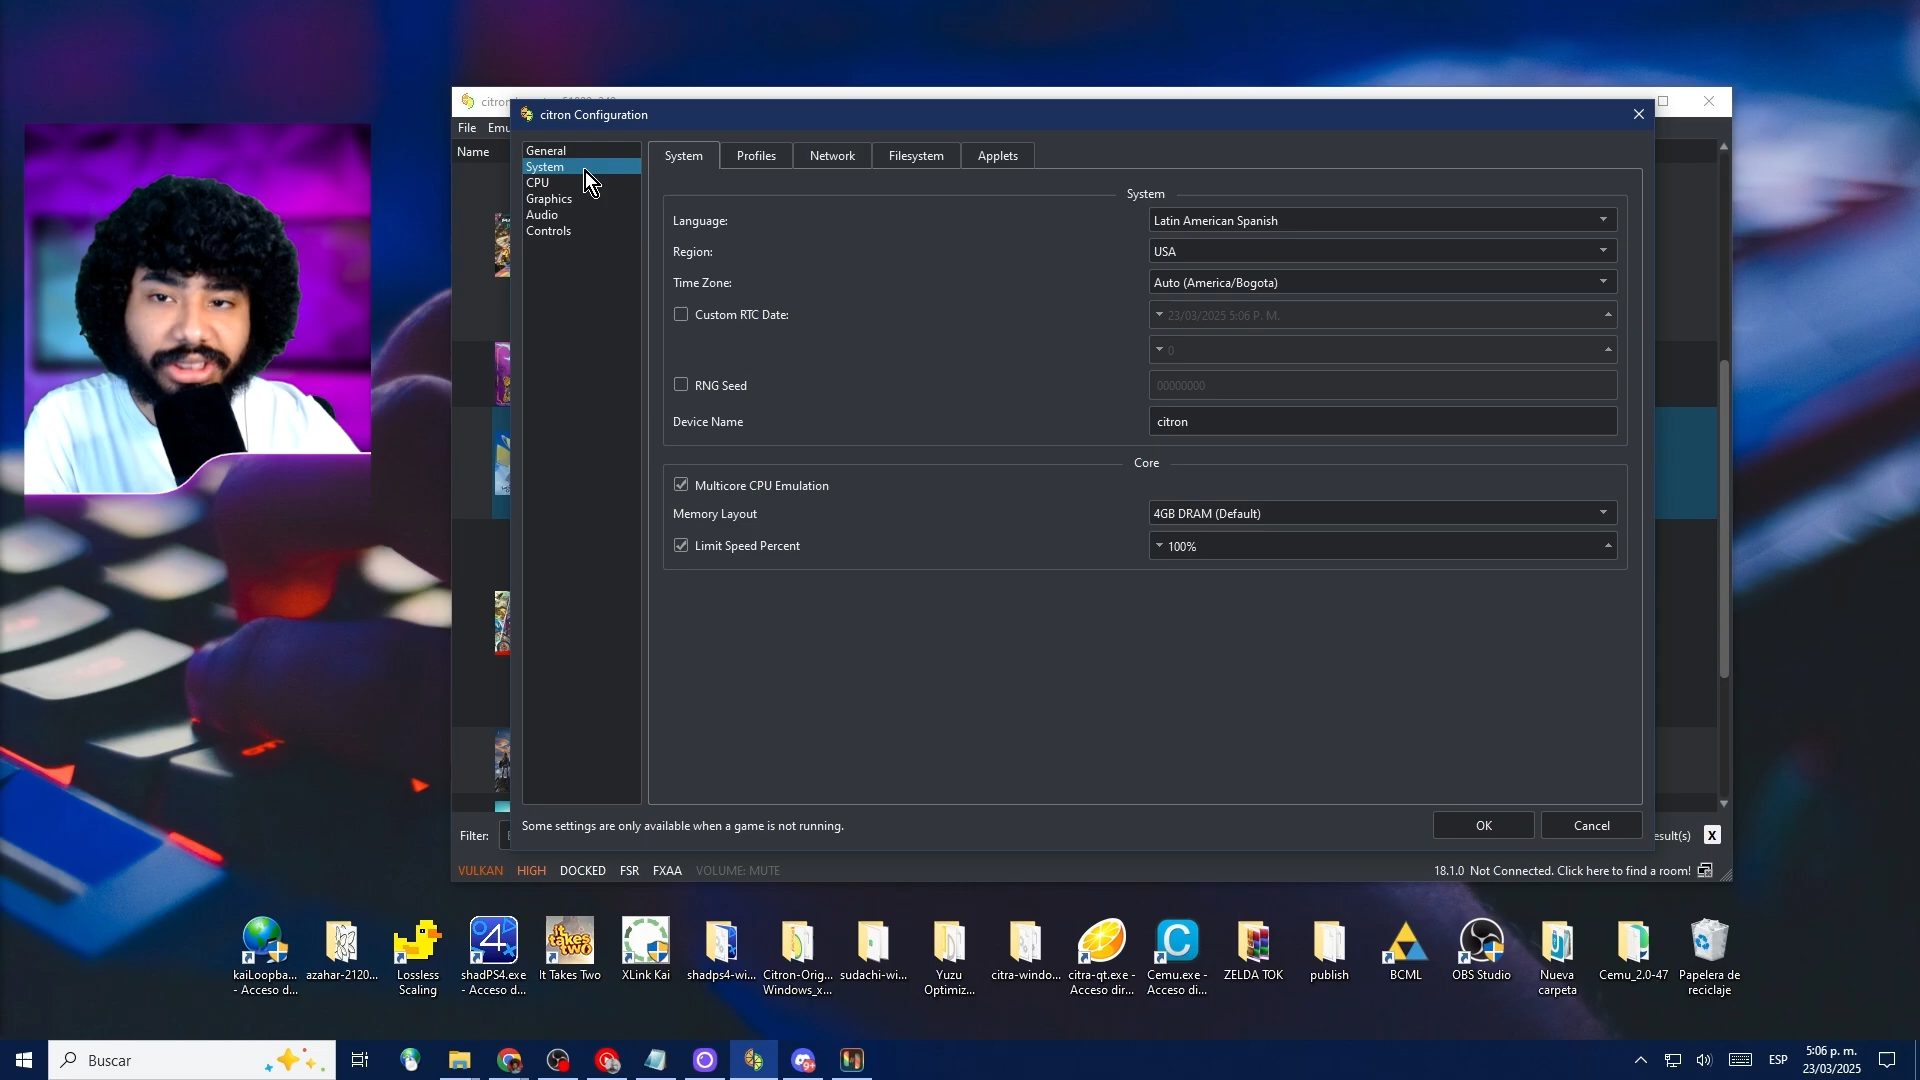 citron
citron Configuration
File Emu
Name
General
System
CPU
Graphics
Audio
Controls
System Profiles Network Filesystem Applets
System
Language: Latin American Spanish
Region: USA
Time Zone: Auto (America/Bogota)
Custom RTC Date: 23/03/2025 5:06 P. M.
0
RNG Seed 00000000
Device Name citron
Core
Multicore CPU Emulation
Memory Layout 4GB DRAM (Default)
Limit Speed Percent 100%
Some settings are only available when a game is not running.
OK Cancel
Filter: esult(s) X
VULKAN HIGH DOCKED FSR FXAA VOLUME: MUTE 18.1.0 Not Connected. Click here to find a room!
kaiLoopba...
- Acceso d...
azahar-2120...
Lossless
Scaling
shadPS4.exe
- Acceso d...
it takes two
It Takes Two
XLink Kai
shadps4-wi...
Citron-Orig...
Windows_x...
sudachi-wi...
Yuzu
Optimiz...
citra-windo...
citra-qt.exe -
Acceso dir...
Cemu.exe -
Acceso di...
ZELDA TOK
publish
BCML
OBS Studio
Nueva
carpeta
Cemu_2.0-47
Papelera de
reciclaje
Buscar
ESP
5:06 p. m.
23/03/2025